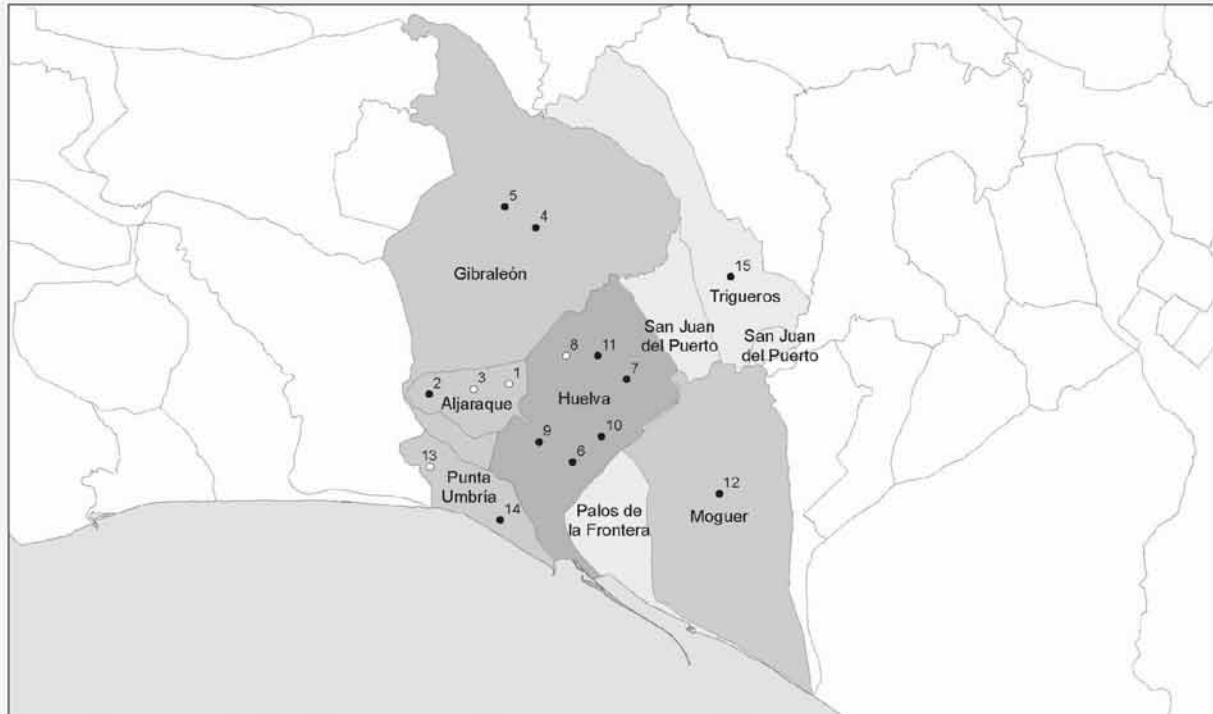 5
4
Gibraleón
15
Trigueros
San Juan
del Puerto
San Juan
del Puerto
8
11
7
1
3
2
Aljaraque
Huelva
10
9
6
13
Punta
Umbría
14
12
Moguer
Palos de
la Frontera